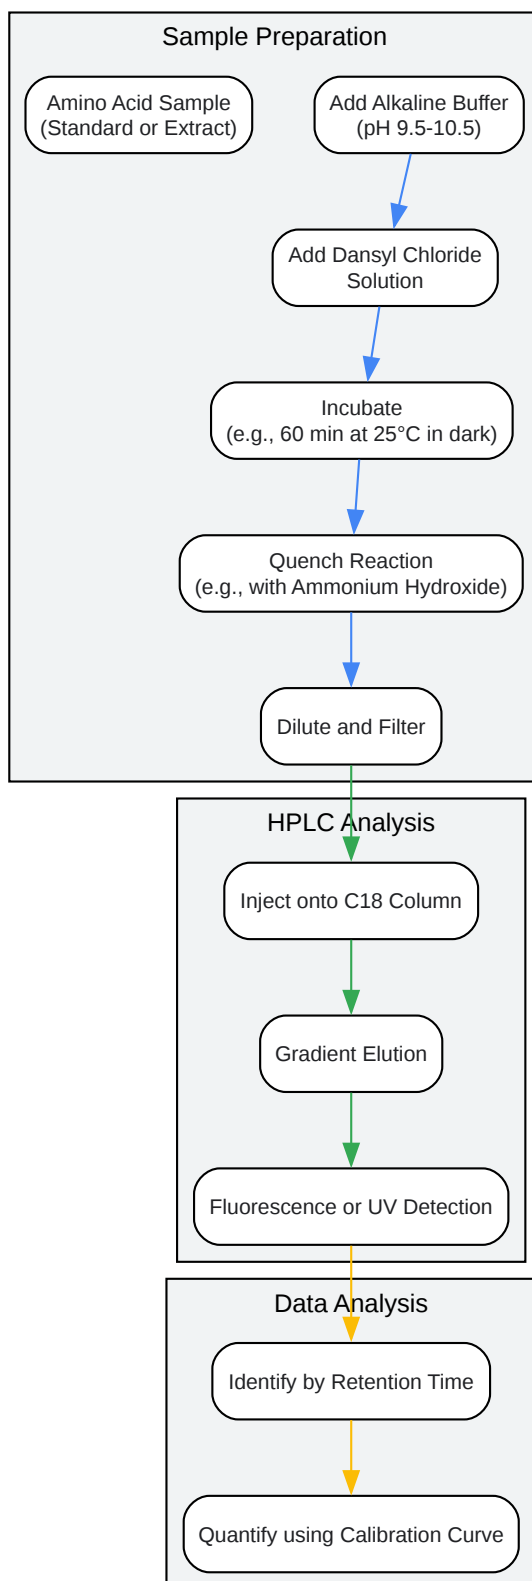 Sample Preparation
Amino Acid Sample
(Standard or Extract)
Add Alkaline Buffer
(pH 9.5-10.5)
Add Dansyl Chloride
Solution
Incubate
(e.g., 60 min at 25°C in dark)
Quench Reaction
(e.g., with Ammonium Hydroxide)
Dilute and Filter
HPLC Analysis
Inject onto C18 Column
Gradient Elution
Fluorescence or UV Detection
Data Analysis
Identify by Retention Time
Quantify using Calibration Curve